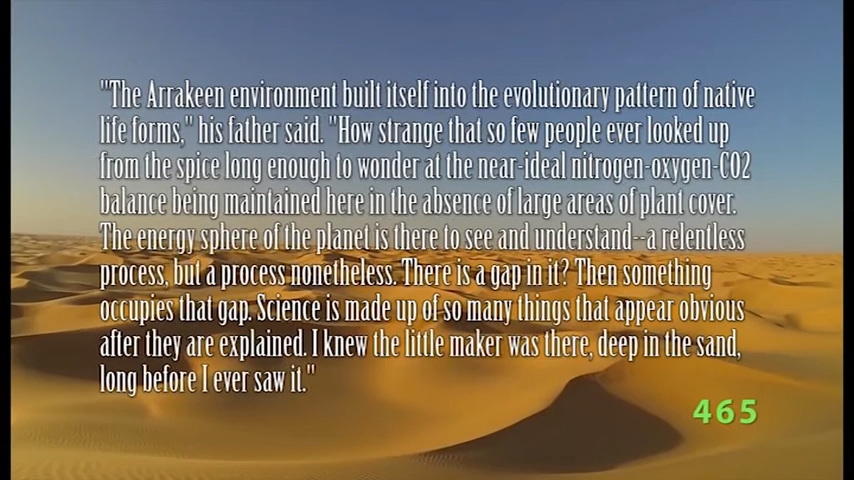 "The Arrakeen environment built itself into the evolutionary pattern of native
life forms," his father said. "How strange that so few people ever looked up
from the spice long enough to wonder at the near-ideal nitrogen-oxygen-CO2
balance being maintained here in the absence of large areas of plant cover.
The energy sphere of the planet is there to see and understand--a relentless
process, but a process nonetheless. There is a gap in it? Then something
occupies that gap. Science is made up of so many things that appear obvious
after they are explained. I knew the little maker was there, deep in the sand,
long before I ever saw it."
465